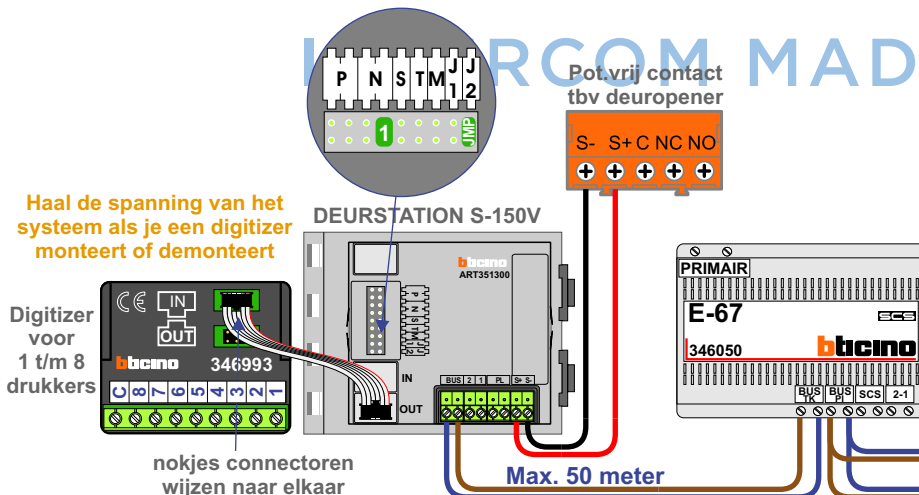 P N S T M J1 J2
1 JMP
RCOM MAD
Pot.vrij contact
tbv deuropener
S- S+ C NC NO
Haal de spanning van het
systeem als je een digitizer
monteert of demonteert
DEURSTATION S-150V
bticino
ART351300
P N S T M J1 J2
IN
OUT
BUS 2 1 PL S+ S-
PRIMAIR
E-67
SCS
346050
bticino
BUS TK BUS PI SCS 2-1
Digitizer
voor
1 t/m 8
drukkers
CE IN
OUT
bticino 346993
C 8 7 6 5 4 3 2 1
nokjes connectoren
wijzen naar elkaar
Max. 50 meter